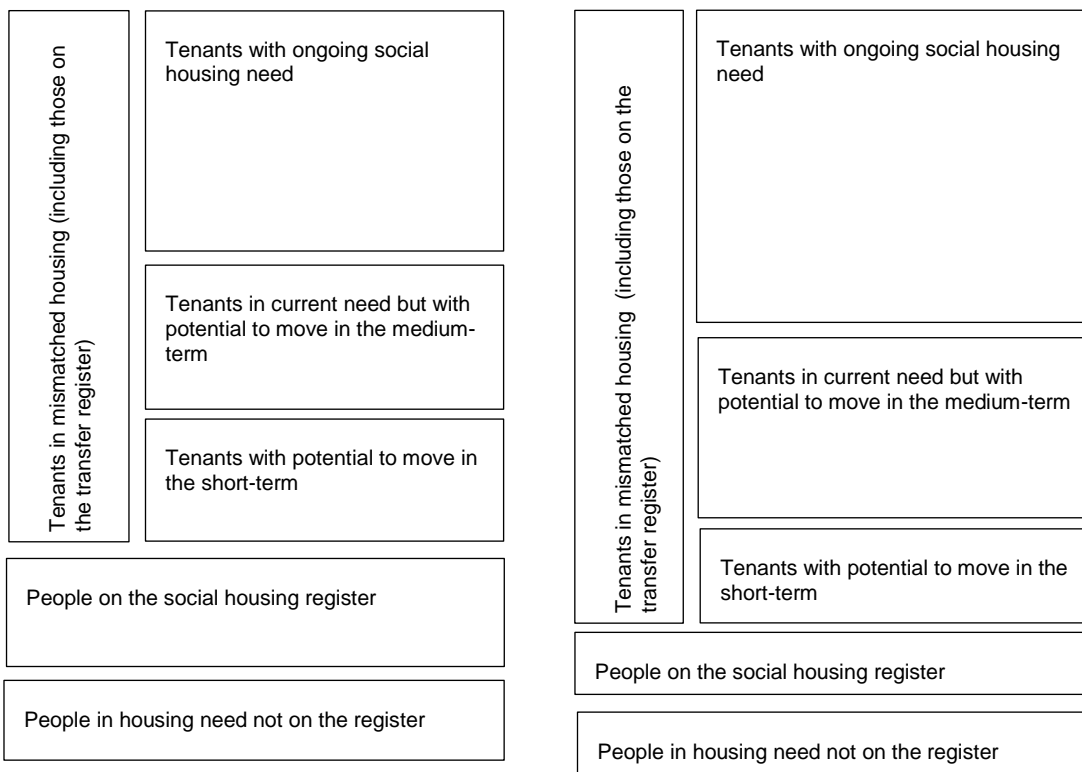 Tenants in mismatched housing (including those on
the transfer register)
Tenants with ongoing social
housing need
Tenants in current need but with
potential to move in the medium-
term
Tenants with potential to move in
the short-term
People on the social housing register
People in housing need not on the register
Tenants in mismatched housing (including those on the
transfer register)
Tenants with ongoing social housing
need
Tenants in current need but with
potential to move in the medium-term
Tenants with potential to move in the
short-term
People on the social housing register
People in housing need not on the register